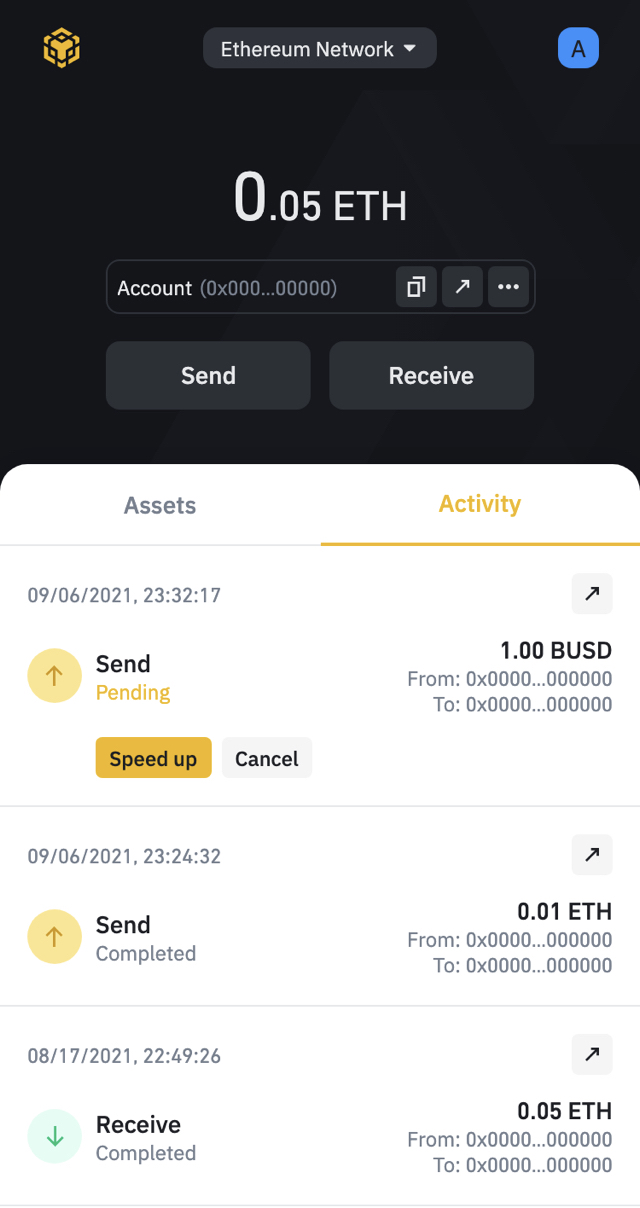 Ethereum Network
A
0.05 ETH
Account (0x000...00000)
Send
Receive
Assets
Activity
09/06/2021, 23:32:17
Send
1.00 BUSD
Pending
From: 0x0000...000000
To: 0x0000...000000
Speed up
Cancel
09/06/2021, 23:24:32
Send
0.01 ETH
Completed
From: 0x0000...000000
To: 0x0000...000000
08/17/2021, 22:49:26
Receive
0.05 ETH
Completed
From: 0x0000...000000
To: 0x0000...000000